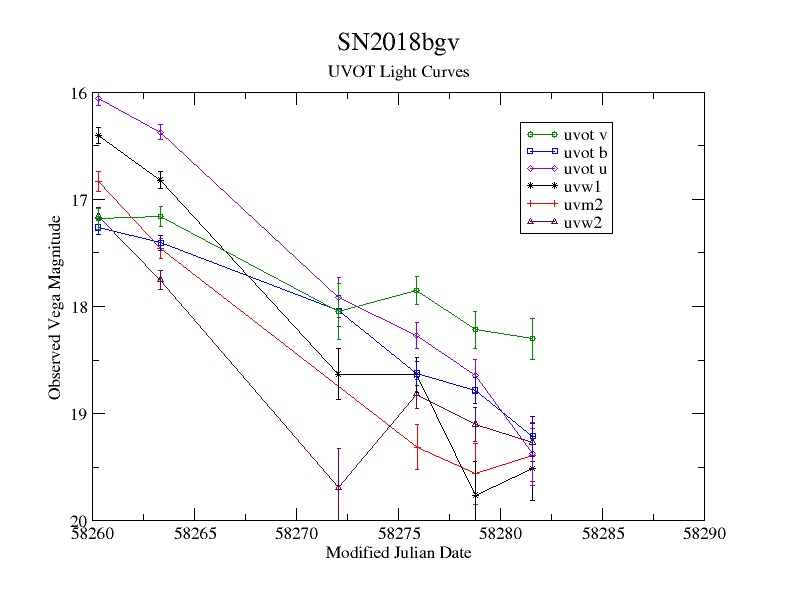 SN2018bgv
UVOT Light Curves
16
17
18
19
20
Observed Vega Magnitude
uvot v
uvot b
uvot u
uvw1
uvm2
uvw2
58260 58265 58270 58275 58280 58285 58290
Modified Julian Date